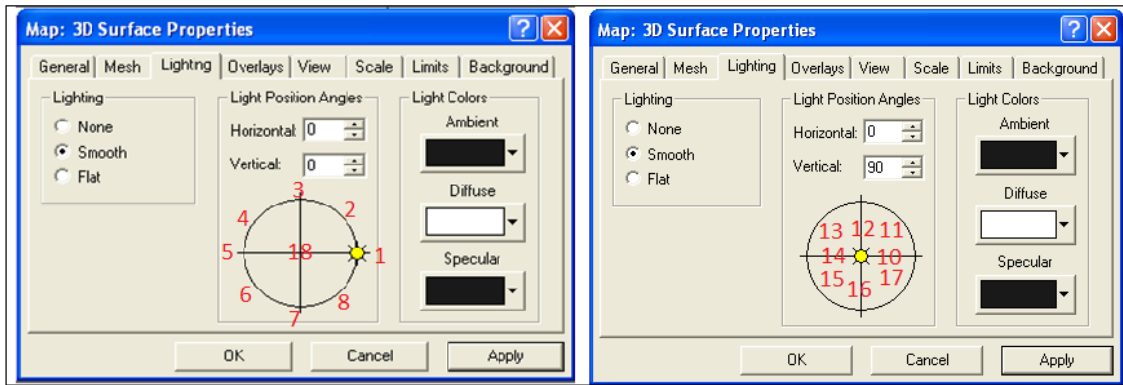 Map: 3D Surface Properties
General Mesh Lightng Overlays View Scale Limits Background
Lighting
None
Smooth
Flat
Light Position Angles
Horizontal: 0
Vertical: 0
3
4
2
5
18
1
6
8
7
Light Colors
Ambient
Diffuse
Specular
OK Cancel Apply
Map: 3D Surface Properties
General Mesh Lighting Overlays View Scale Limits Background
Lighting
None
Smooth
Flat
Light Position Angles
Horizontal: 0
Vertical: 90
13 12 11
14 10
15 16 17
Light Colors
Ambient
Diffuse
Specular
OK Cancel Apply